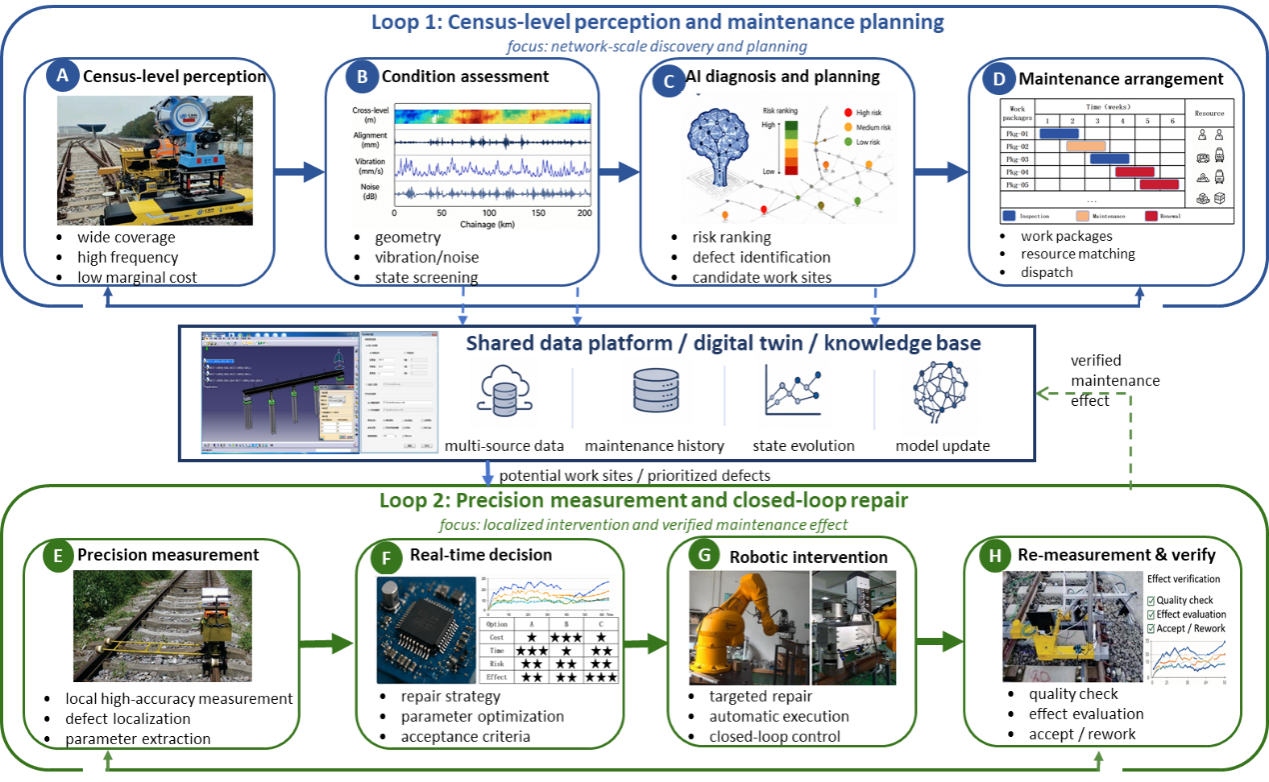 Loop 1: Census-level perception and maintenance planning
focus: network-scale discovery and planning
A Census-level perception
• wide coverage
• high frequency
• low marginal cost
B Condition assessment
Cross-level
(m)
Alignment
(mm)
Vibration
(mm/s)
Noise
(dB)
0 50 100 150 200
Chainage (km)
• geometry
• vibration/noise
• state screening
C AI diagnosis and planning
Risk ranking
High
Low
High risk
Medium risk
Low risk
• risk ranking
• defect identification
• candidate work sites
D Maintenance arrangement
Work packages
Time (weeks)
Resource
1 2 3 4 5 6
Pkg-01
Pkg-02
Pkg-03
Pkg-04
Pkg-05
...
Inspection Maintenance Renewal
• work packages
• resource matching
• dispatch
Shared data platform / digital twin / knowledge base
multi-source data
maintenance history
state evolution
model update
verified
maintenance
effect
potential work sites / prioritized defects
Loop 2: Precision measurement and closed-loop repair
focus: localized intervention and verified maintenance effect
E Precision measurement
• local high-accuracy measurement
• defect localization
• parameter extraction
F Real-time decision
Option A B C
Cost ★ ★★★ ★
Time ★★★ ★ ★★
Risk ★★ ★★ ★★
Effect ★★ ★★ ★★★
• repair strategy
• parameter optimization
• acceptance criteria
G Robotic intervention
• targeted repair
• automatic execution
• closed-loop control
H Re-measurement & verify
Effect verification
☑ Quality check
☑ Effect evaluation
☑ Accept / Rework
• quality check
• effect evaluation
• accept / rework